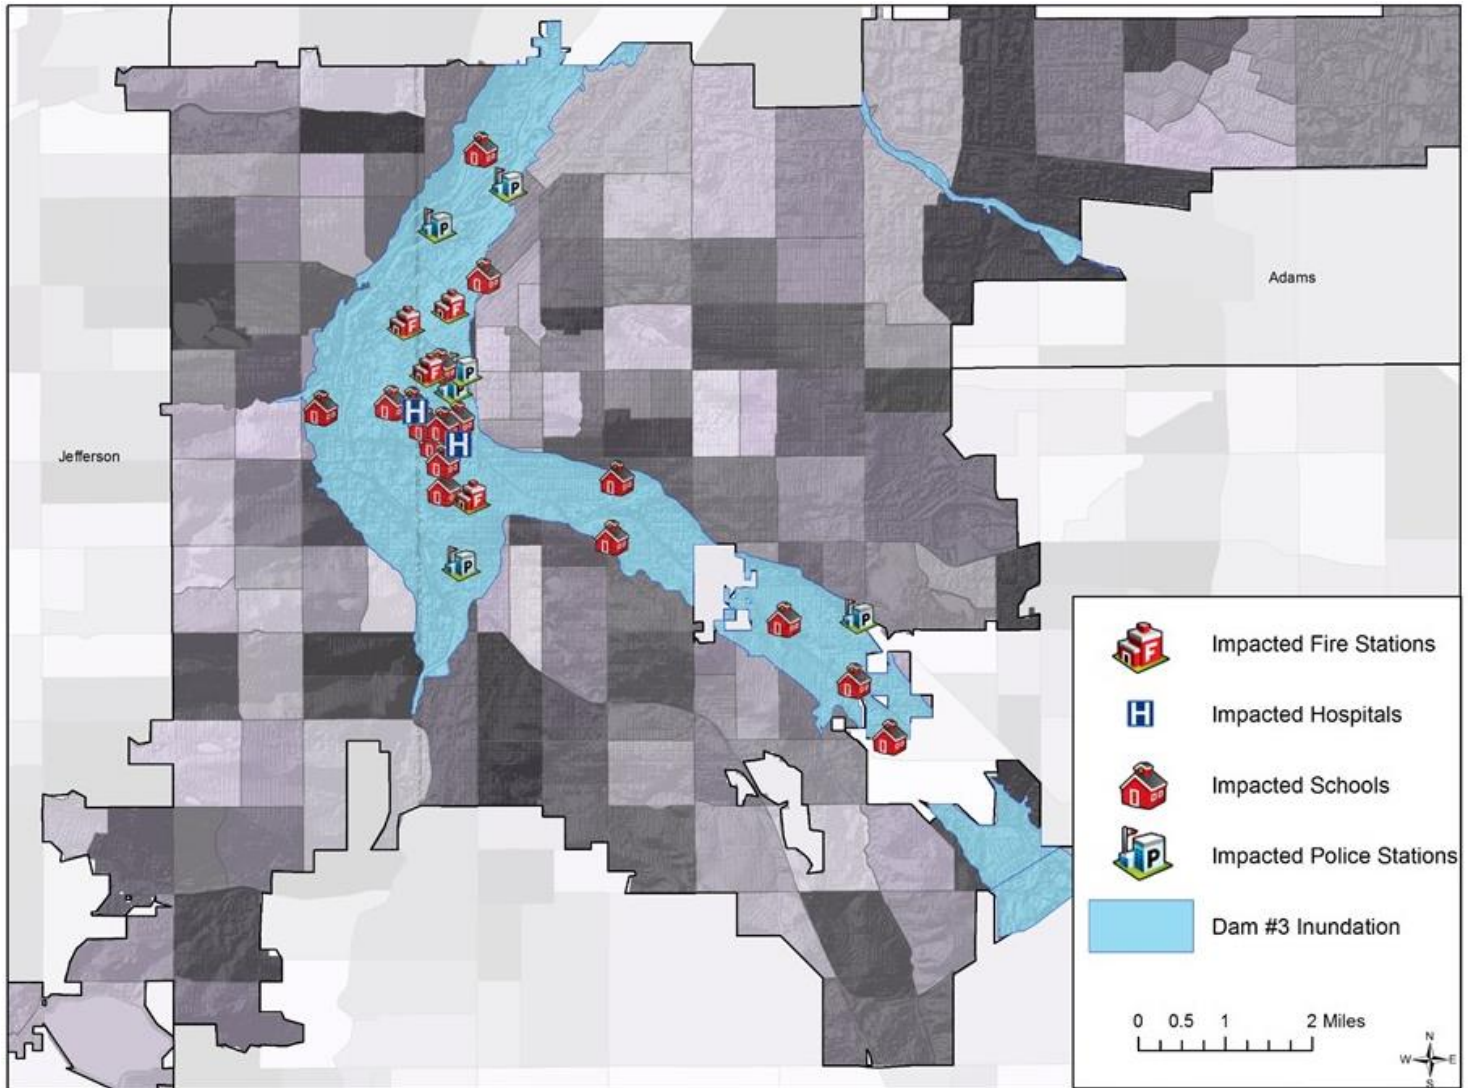 Adams
Jefferson
Impacted Fire Stations
H Impacted Hospitals
Impacted Schools
P Impacted Police Stations
Dam #3 Inundation
0 0.5 1 2 Miles
N
W E
S